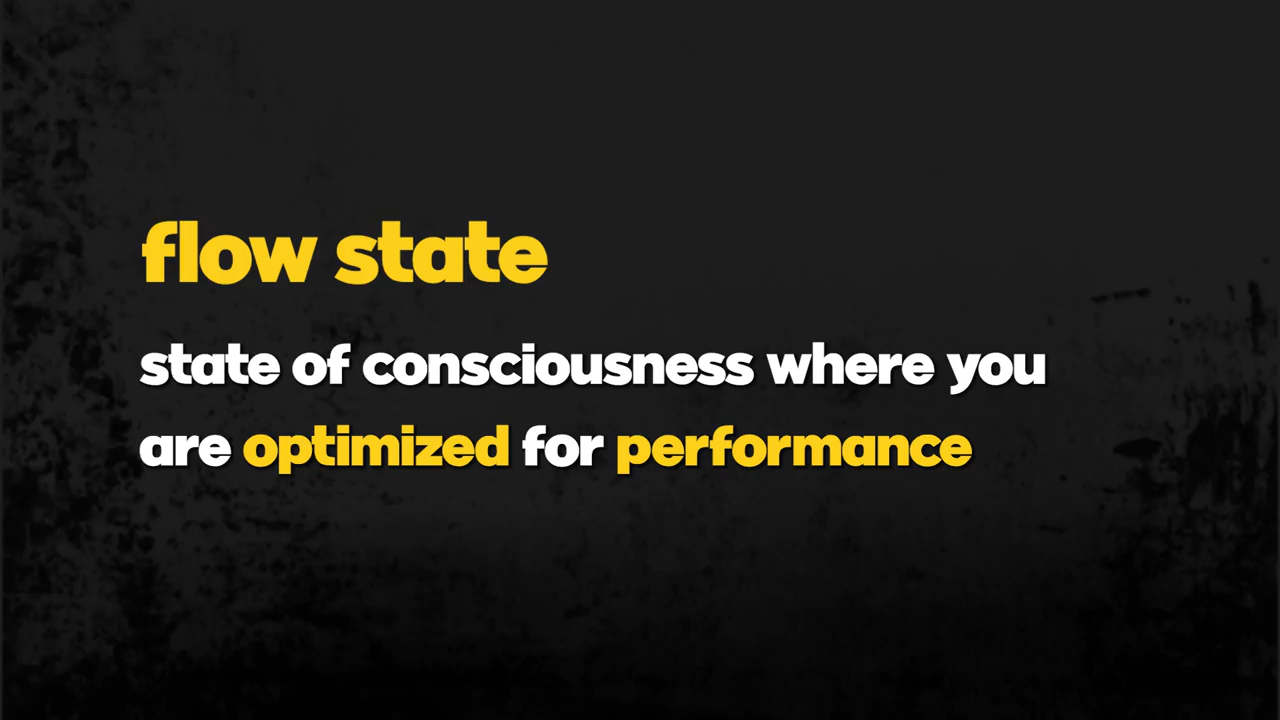 flow state
state of consciousness where you
are optimized for performance